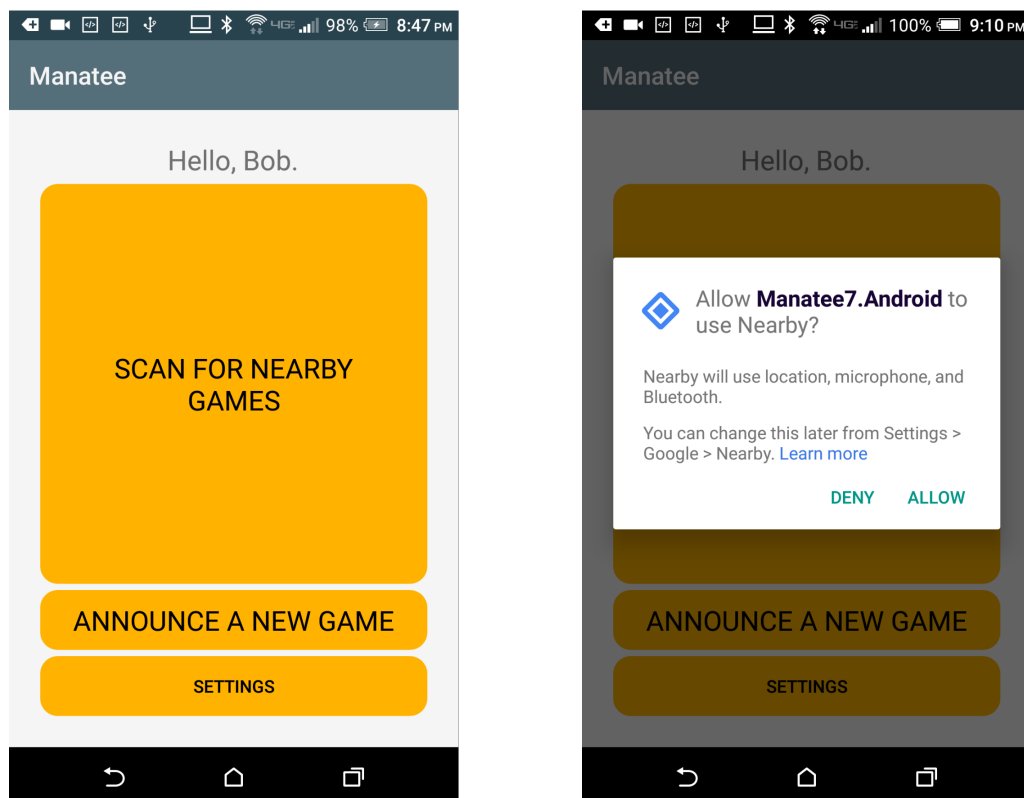 4GE 98% 8:47 PM
Manatee
Hello, Bob.
SCAN FOR NEARBY
GAMES
ANNOUNCE A NEW GAME
SETTINGS
4GE 100% 9:10 PM
Manatee
Hello, Bob.
Allow Manatee7.Android to
use Nearby?
Nearby will use location, microphone, and
Bluetooth.
You can change this later from Settings >
Google > Nearby. Learn more
DENY ALLOW
ANNOUNCE A NEW GAME
SETTINGS